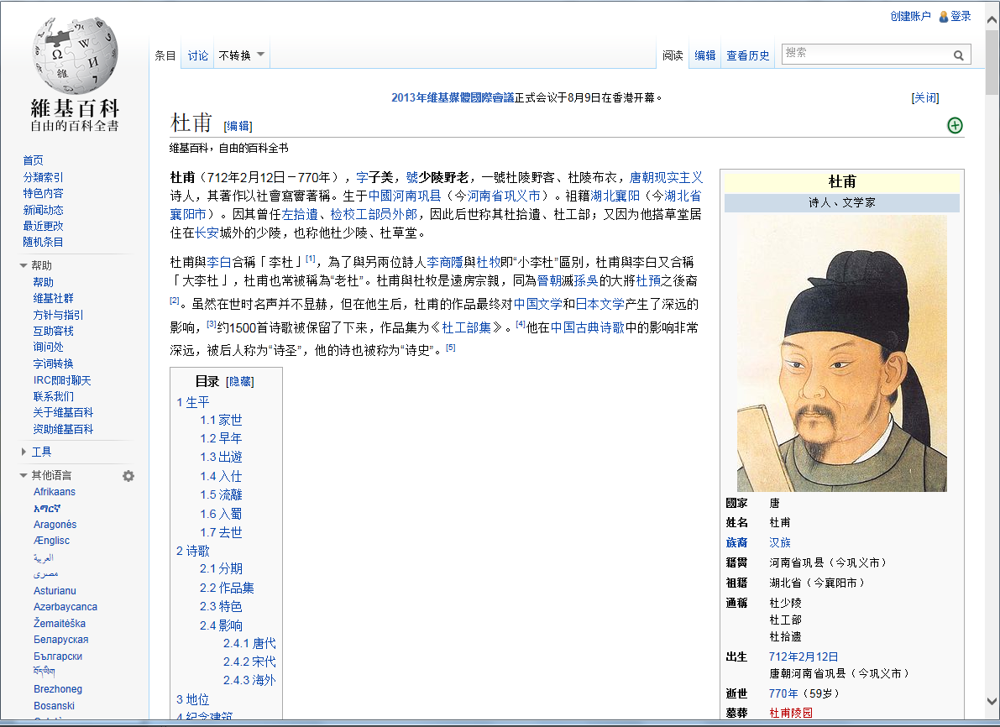 创建账户 登录
維基百科
自由的百科全書
条目 讨论 不转换 阅读 编辑 查看历史 搜索
2013年維基媒體國際會議正式会议于8月9日在香港开幕。 [关闭]
杜甫 [编辑]
维基百科，自由的百科全书
首页
分類索引
特色内容
新闻动态
最近更改
随机条目
帮助
帮助
维基社群
方针与指引
互助客栈
询问处
字词转换
IRC即时聊天
联系我们
关于维基百科
资助维基百科
工具
其他语言
Afrikaans
አማርኛ
Aragonés
Ænglisc
العربية
مصرى
Asturianu
Azərbaycanca
Žemaitėška
Беларуская
Български
བོད་ཡིག
Brezhoneg
Bosanski
杜甫（712年2月12日－770年），字子美，號少陵野老，一號杜陵野客、杜陵布衣，唐朝现实主义
诗人，其著作以社會寫實著稱。生于中國河南巩县（今河南省巩义市）。祖籍湖北襄阳（今湖北省
襄阳市）。因其曾任左拾遺、检校工部员外郎，因此后世称其杜拾遺、杜工部；又因为他搭草堂居
住在长安城外的少陵，也称他杜少陵、杜草堂。
杜甫與李白合稱「李杜」[1]，為了與另兩位詩人李商隱與杜牧即“小李杜”區別，杜甫與李白又合稱
「大李杜」，杜甫也常被稱為“老杜”。杜甫與杜牧是遠房宗親，同為晉朝滅孫吳的大將杜預之後裔
[2]。虽然在世时名声并不显赫，但在他生后，杜甫的作品最终对中国文学和日本文学产生了深远的
影响，[3]约1500首诗歌被保留了下来，作品集为《杜工部集》。[4]他在中国古典诗歌中的影响非常
深远，被后人称为“诗圣”，他的诗也被称为“诗史”。[5]
目录 [隐藏]
1 生平
1.1 家世
1.2 早年
1.3 出遊
1.4 入仕
1.5 流離
1.6 入蜀
1.7 去世
2 诗歌
2.1 分期
2.2 作品集
2.3 特色
2.4 影响
2.4.1 唐代
2.4.2 宋代
2.4.3 海外
3 地位
4 纪念建筑
杜甫
诗人、文学家
國家 唐
姓名 杜甫
族裔 汉族
籍貫 河南省巩县（今巩义市）
祖籍 湖北省（今襄阳市）
通稱 杜少陵
杜工部
杜拾遗
出生 712年2月12日
唐朝河南省巩县（今巩义市）
逝世 770年（59岁）
墓葬 杜甫陵园